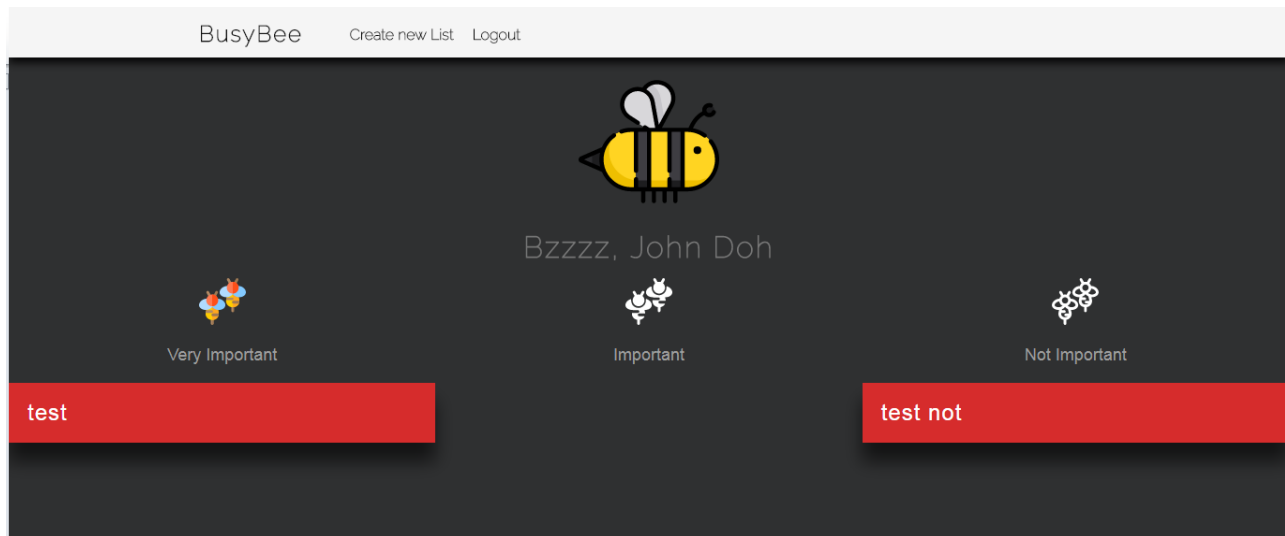 BusyBee Create new List Logout
Bzzzz, John Doh
Very Important Important Not Important
test test not